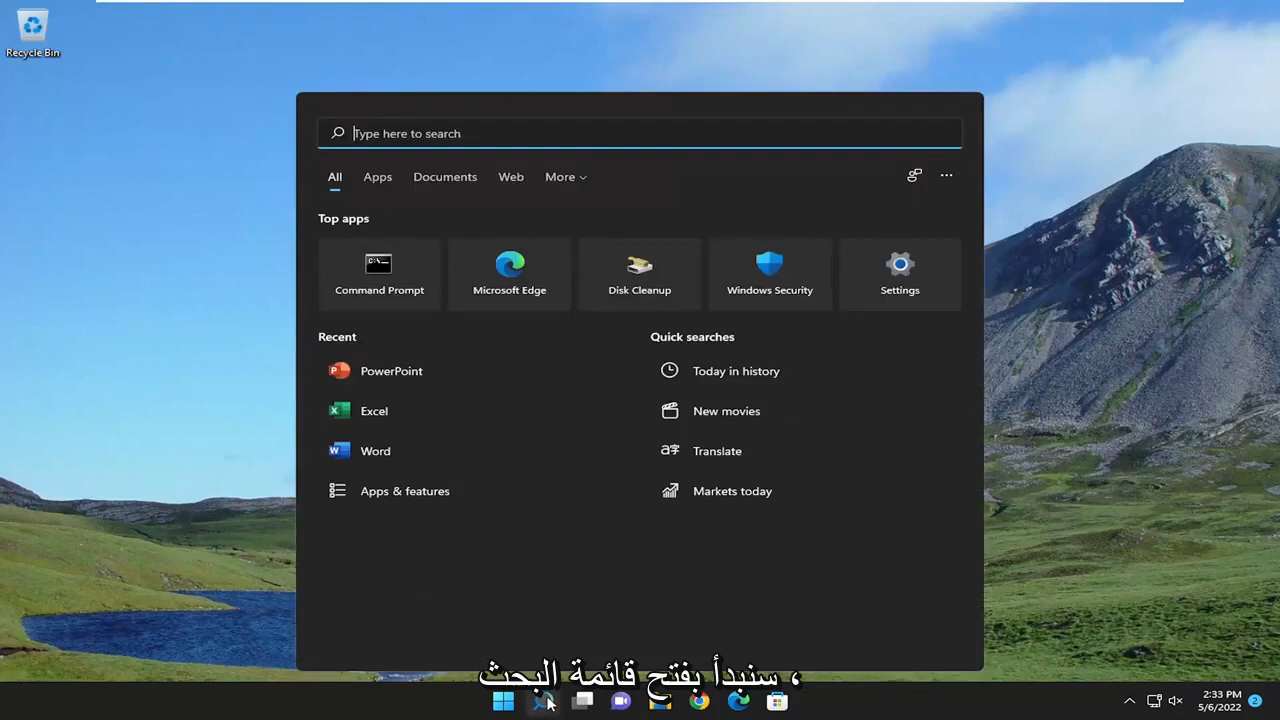 Recycle Bin
Type here to search
All Apps Documents Web More
Top apps
Command Prompt Microsoft Edge Disk Cleanup Windows Security Settings
Recent Quick searches
PowerPoint Today in history
Excel New movies
Word Translate
Apps & features Markets today
، سنبدأ بفتح قائمة البحث
2:33 PM
5/6/2022 2